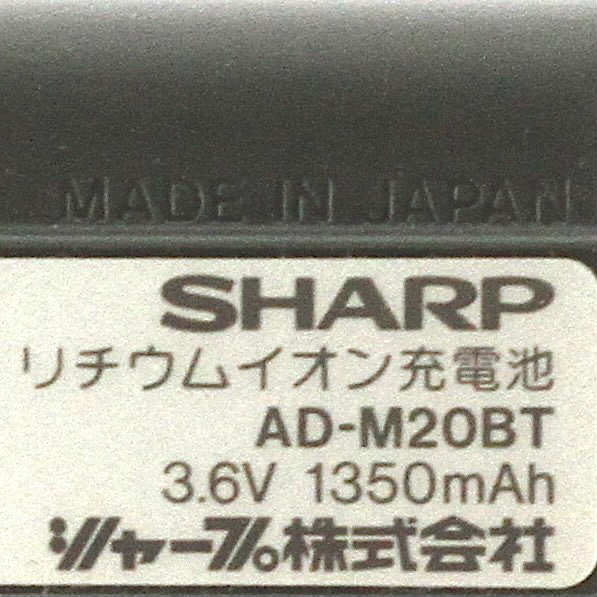 MADE IN JAPAN
SHARP
リチウムイオン充電池
AD-M20BT
3.6V 1350mAh
シャープ株式会社